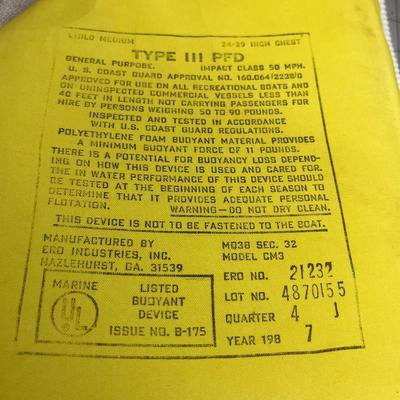 CHILD MEDIUM 24-29 INCH CHEST
TYPE III PFD
GENERAL PURPOSE. IMPACT CLASS 50 MPH.
U. S. COAST GUARD APPROVAL NO. 160.064/2238/0
APPROVED FOR USE ON ALL RECREATIONAL BOATS AND
ON UNINSPECTED COMMERCIAL VESSELS LESS THAN
40 FEET IN LENGTH NOT CARRYING PASSENGERS FOR
HIRE BY PERSONS WEIGHING 50 TO 90 POUNDS.
INSPECTED AND TESTED IN ACCORDANCE
WITH U.S. COAST GUARD REGULATIONS.
POLYETHYLENE FOAM BUOYANT MATERIAL PROVIDES
A MINIMUM BUOYANT FORCE OF 11 POUNDS.
THERE IS A POTENTIAL FOR BUOYANCY LOSS DEPEND-
ING ON HOW THIS DEVICE IS USED AND CARED FOR.
THE IN WATER PERFORMANCE OF THIS DEVICE SHOULD
BE TESTED AT THE BEGINNING OF EACH SEASON TO
DETERMINE THAT IT PROVIDES ADEQUATE PERSONAL
FLOTATION. WARNING—DO NOT DRY CLEAN.
THIS DEVICE IS NOT TO BE FASTENED TO THE BOAT.
MANUFACTURED BY
ERO INDUSTRIES, INC.
HAZLEHURST, GA. 31539
MQ38 SEC. 32
MODEL CM3
ERO NO. 21232
LOT NO. 4870155
QUARTER 4 J
YEAR 198 7
MARINE
UL
LISTED
BUOYANT
DEVICE
ISSUE NO. B-175